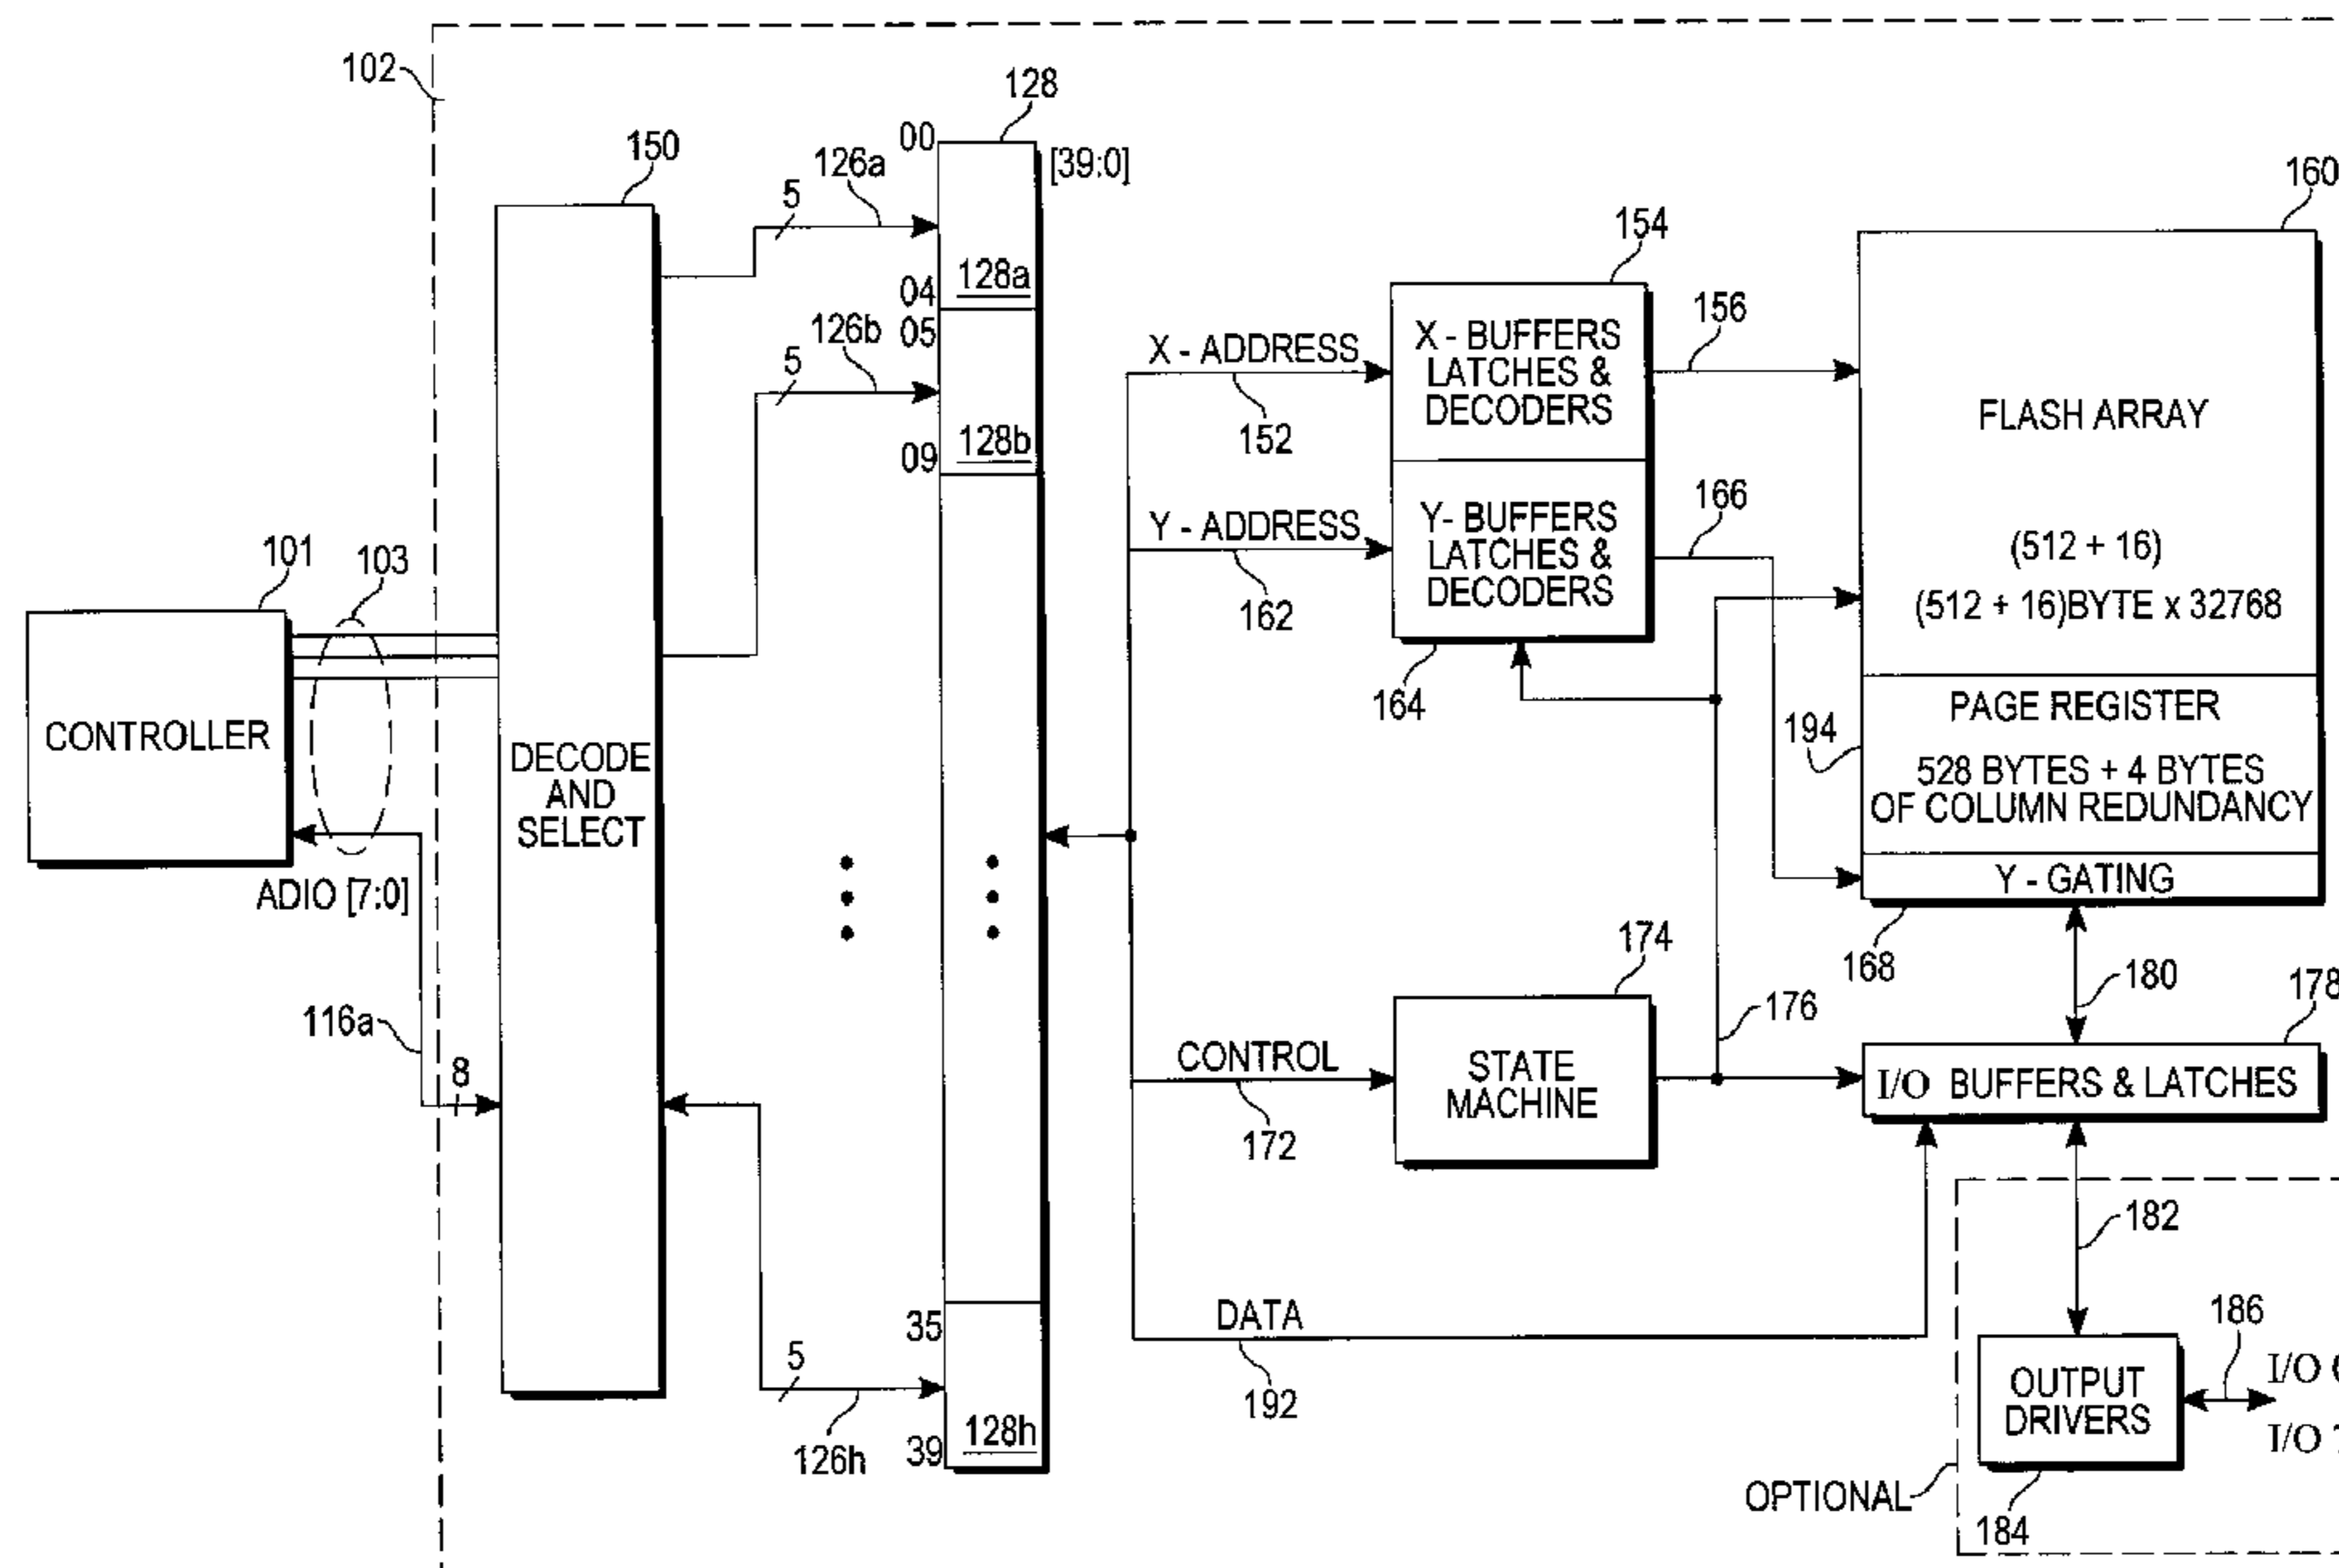 102
128
150
00
[39:0]
126a
5
160
154
04
128a
126b
05
5
X - ADDRESS
152
X - BUFFERS
LATCHES &
DECODERS
156
FLASH ARRAY
09
128b
166
101
103
Y - ADDRESS
162
Y - BUFFERS
LATCHES &
DECODERS
(512 + 16)
(512 + 16)BYTE x 32768
164
PAGE REGISTER
194
528 BYTES + 4 BYTES
OF COLUMN REDUNDANCY
CONTROLLER
DECODE
AND
SELECT
ADIO [7:0]
Y - GATING
174
168
180
178
116a
176
8
CONTROL
172
STATE
MACHINE
I/O BUFFERS & LATCHES
182
35
DATA
192
186
5
126h
39
128h
OUTPUT
DRIVERS
I/O
I/O
OPTIONAL
184